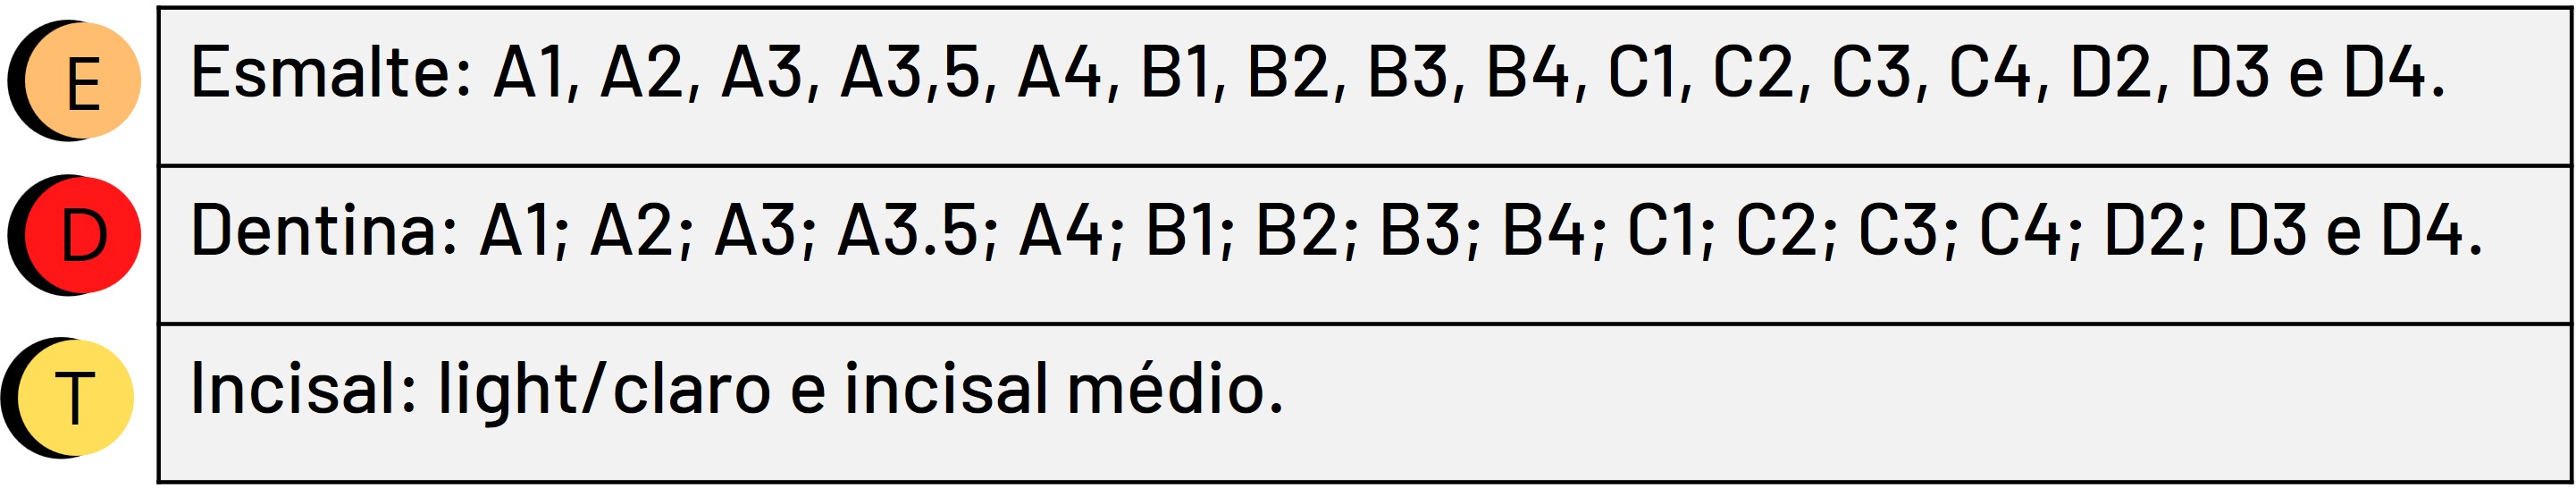 E
Esmalte: A1, A2, A3, A3,5, A4, B1, B2, B3, B4, C1, C2, C3, C4, D2, D3 e D4.
D
Dentina: A1; A2; A3; A3.5; A4; B1; B2; B3; B4; C1; C2; C3; C4; D2; D3 e D4.
T
Incisal: light/claro e incisal médio.